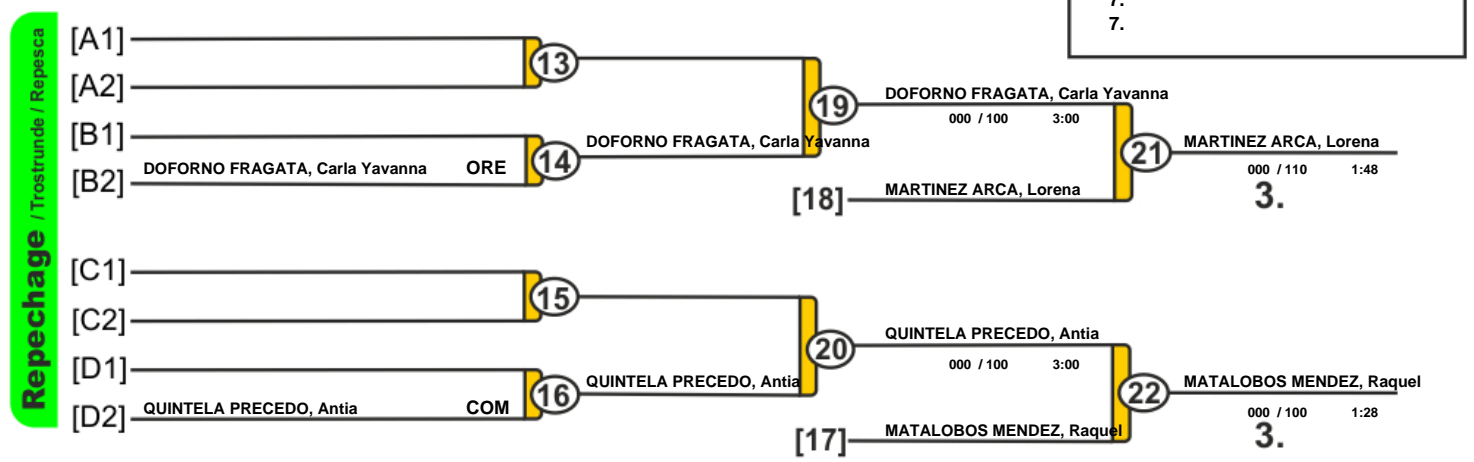 7.
7.
Repechage / Trostrunde / Repesca
[A1]
[A2]
13
[B1]
DOFORNO FRAGATA, Carla Yavanna ORE
[B2]
14
DOFORNO FRAGATA, Carla Yavanna
19
DOFORNO FRAGATA, Carla Yavanna
000 / 100 3:00
[18] MARTINEZ ARCA, Lorena
21
MARTINEZ ARCA, Lorena
000 / 110 1:48
3.
[C1]
[C2]
15
[D1]
QUINTELA PRECEDO, Antia COM
[D2]
16
QUINTELA PRECEDO, Antia
20
QUINTELA PRECEDO, Antia
000 / 100 3:00
[17] MATALOBOS MENDEZ, Raquel
22
MATALOBOS MENDEZ, Raquel
000 / 100 1:28
3.